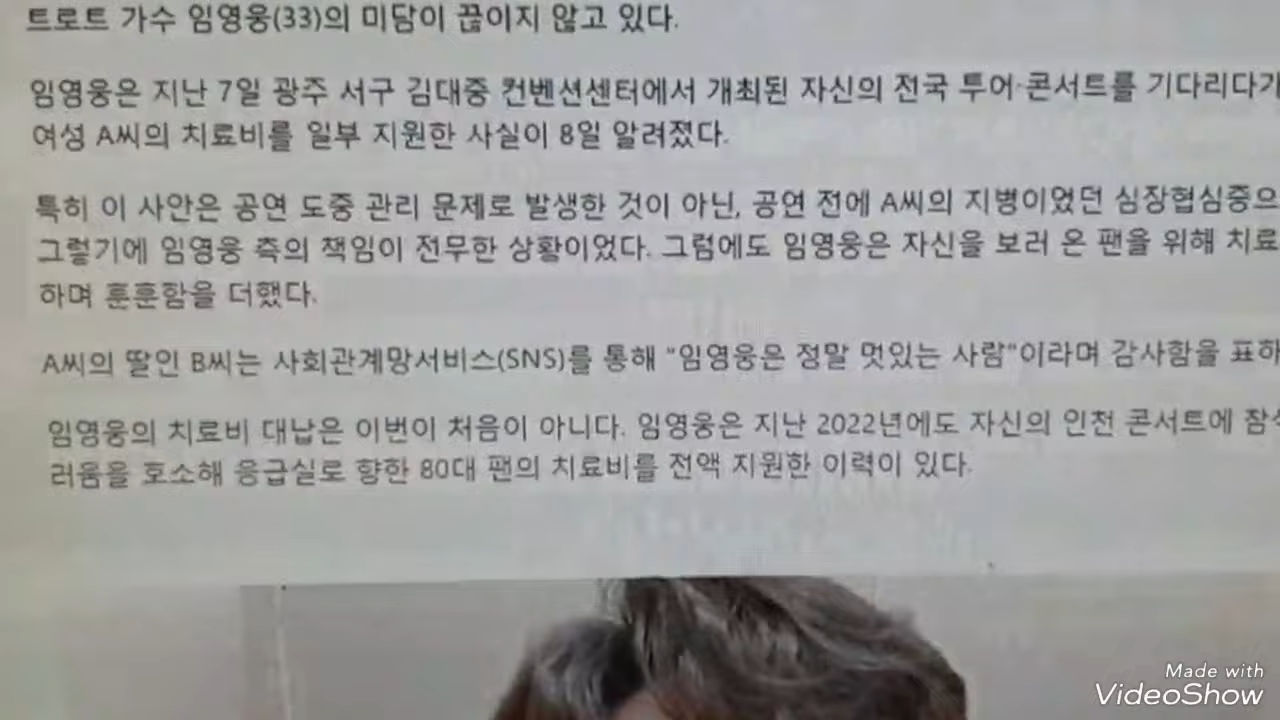 트로트 가수 임영웅(33)의 미담이 끊이지 않고 있다.
임영웅은 지난 7일 광주 서구 김대중 컨벤션센터에서 개최된 자신의 전국 투어 콘서트를 기다리다가
여성 A씨의 치료비를 일부 지원한 사실이 8일 알려졌다.
특히 이 사안은 공연 도중 관리 문제로 발생한 것이 아닌, 공연 전에 A씨의 지병이었던 심장협심증으
그렇기에 임영웅 측의 책임이 전무한 상황이었다. 그럼에도 임영웅은 자신을 보러 온 팬을 위해 치료
하며 훈훈함을 더했다.
A씨의 딸인 B씨는 사회관계망서비스(SNS)를 통해 "임영웅은 정말 멋있는 사람"이라며 감사함을 표하
임영웅의 치료비 대납은 이번이 처음이 아니다. 임영웅은 지난 2022년에도 자신의 인천 콘서트에 참
러움을 호소해 응급실로 향한 80대 팬의 치료비를 전액 지원한 이력이 있다.
Made with
VideoShow